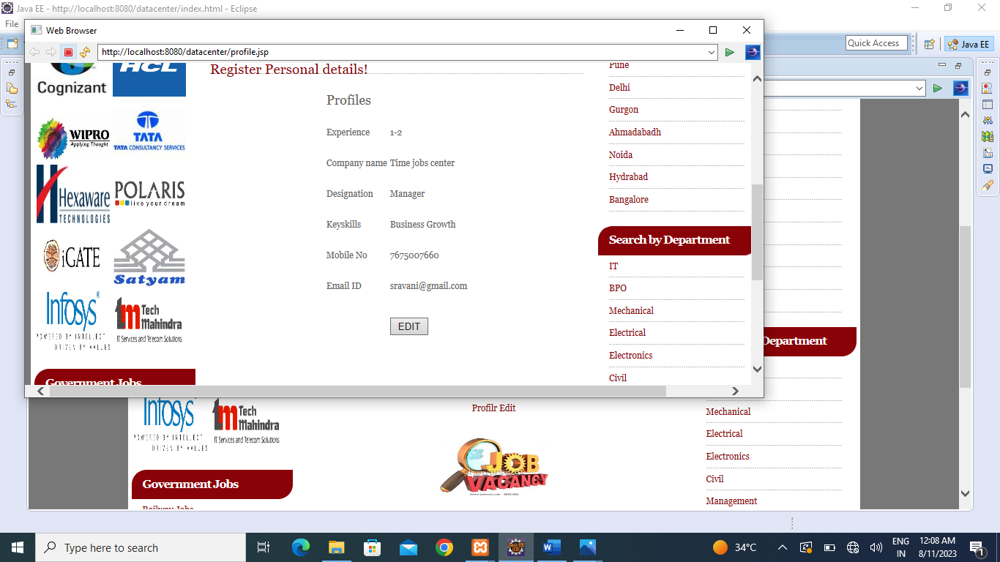 Java EE - http://localhost:8080/datacenter/index.html - Eclipse
File
Quick Access
Java EE
Web Browser
http://localhost:8080/datacenter/profile.jsp
Cognizant
HCL
WIPRO
Applying Thought
TATA
TATA CONSULTANCY SERVICES
Hexaware
TECHNOLOGIES
POLARIS
live your dream
iGATE
Satyam
Infosys®
POWERED BY INTELLECT
DRIVEN BY VALUES
Tech
Mahindra
IT Services and Telecom Solutions
Government Jobs
Register Personal details!
Profiles
Experience 1-2
Company name Time jobs center
Designation Manager
Keyskills Business Growth
Mobile No 7675007660
Email ID sravani@gmail.com
EDIT
Pune
Delhi
Gurgon
Ahmadabadh
Noida
Hydrabad
Bangalore
Search by Department
IT
BPO
Mechanical
Electrical
Electronics
Civil
Department
Infosys
POWERED BY INTELLECT
DRIVEN BY VALUES
Tech
Mahindra
IT Services and Telecom Solutions
Government Jobs
Railway Jobs
Profilr Edit
JOB
VACANCY
Mechanical
Electrical
Electronics
Civil
Management
Type here to search
34°C
ENG
IN
12:08 AM
8/11/2023
1